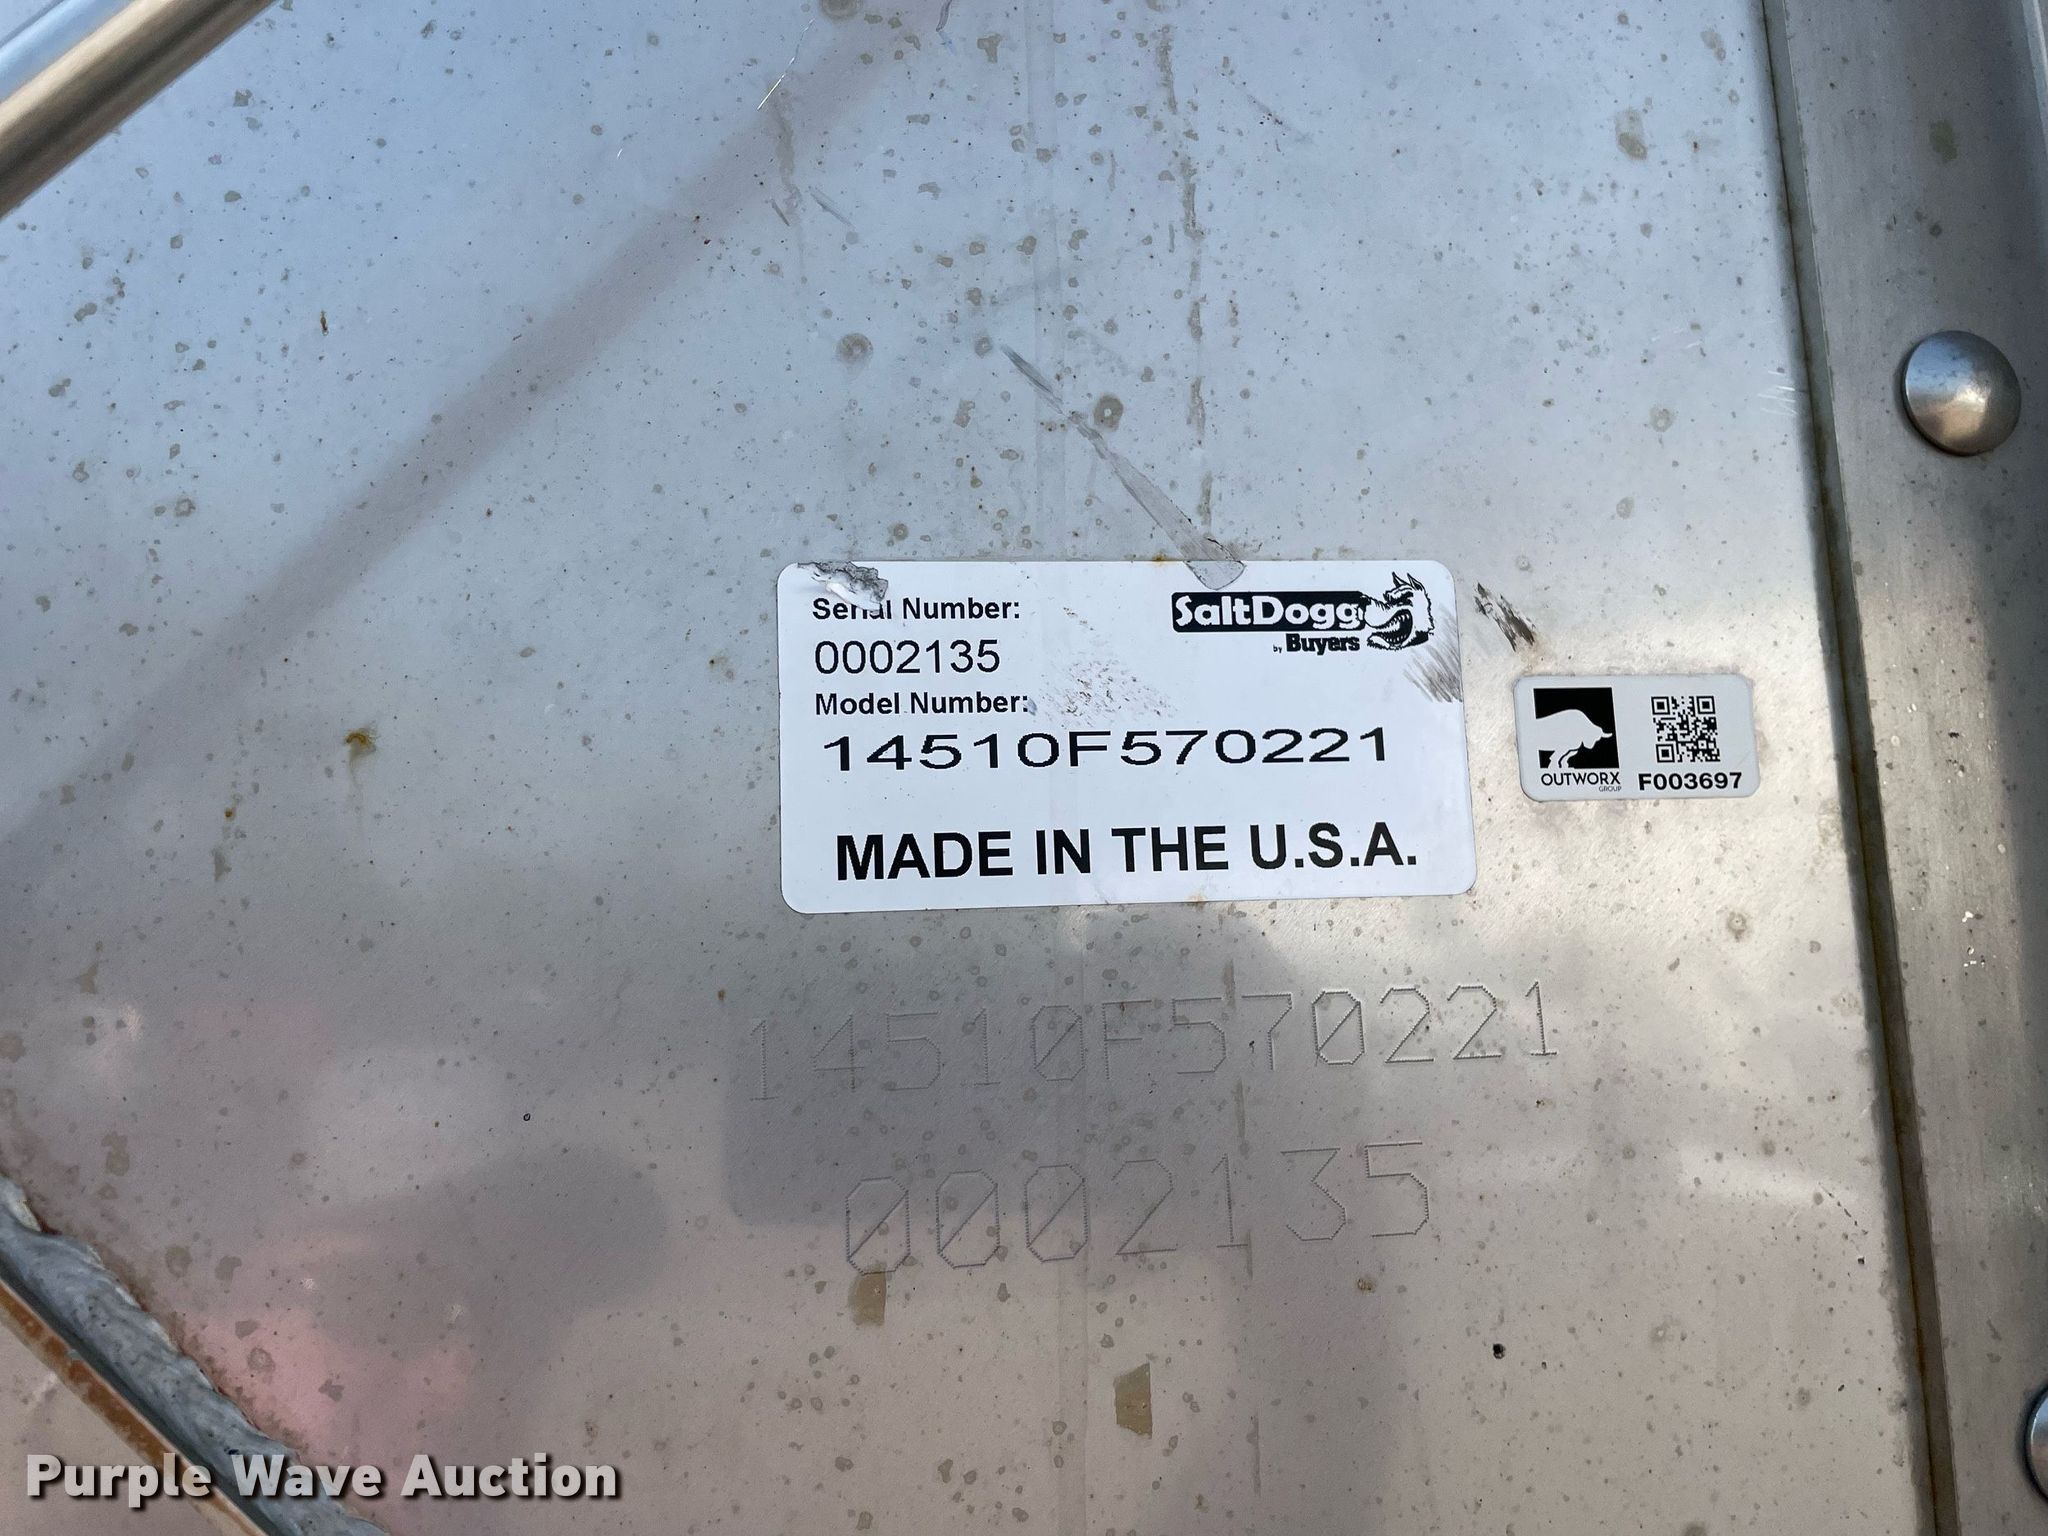 Serial Number:
0002135
SaltDogg
by Buyers
Model Number:
14510F570221
MADE IN THE U.S.A.
OUTWORX
GROUP
F003697
14510F570221
0002135
Purple Wave Auction